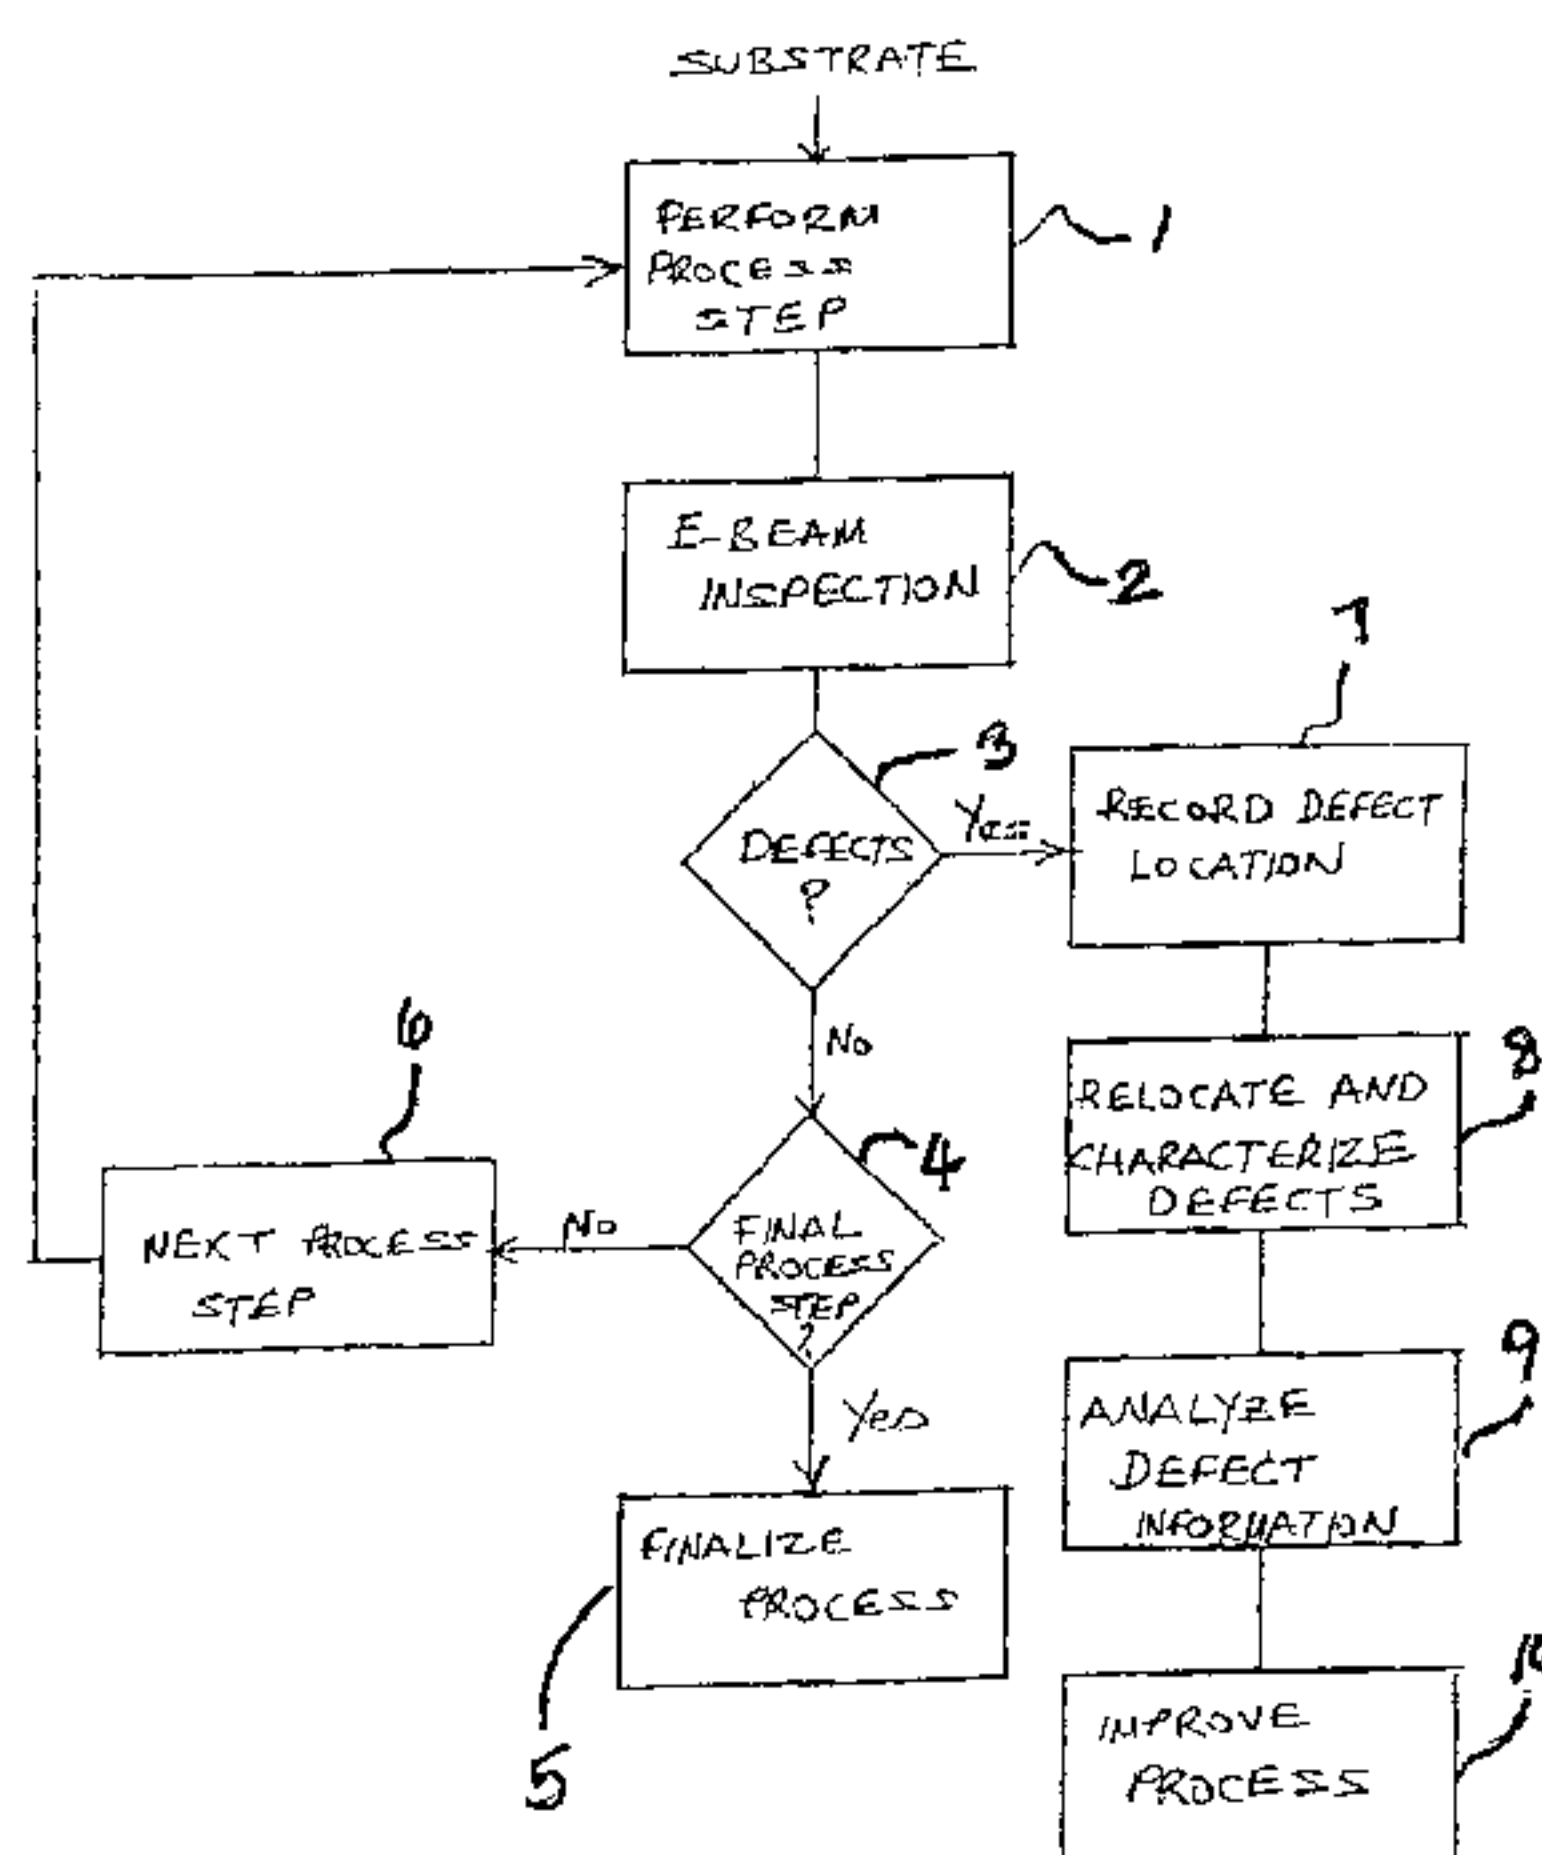 SUBSTRATE
PERFORM
PROCESS
STEP
1
E-BEAM
INSPECTION
2
3
DEFECTS
?
Yes
7
RECORD DEFECT
LOCATION
No
8
RELOCATE AND
CHARACTERIZE
DEFECTS
4
FINAL
PROCESS
STEP
?
No
6
NEXT PROCESS
STEP
Yes
9
ANALYZE
DEFECT
INFORMATION
FINALIZE
PROCESS
5
10
IMPROVE
PROCESS